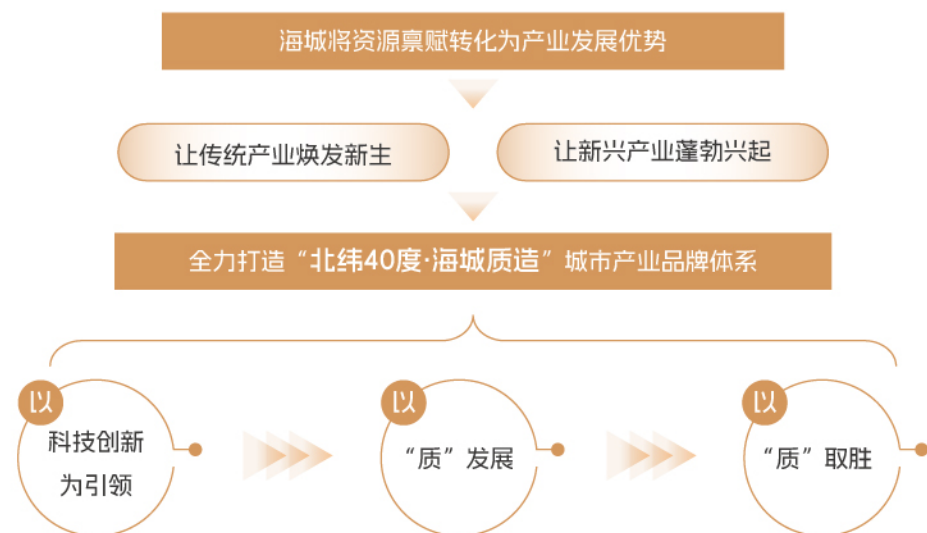 海城将资源禀赋转化为产业发展优势
让传统产业焕发新生
让新兴产业蓬勃兴起
全力打造“北纬40度·海城质造”城市产业品牌体系
以
科技创新
为引领
以
“质”发展
以
“质”取胜